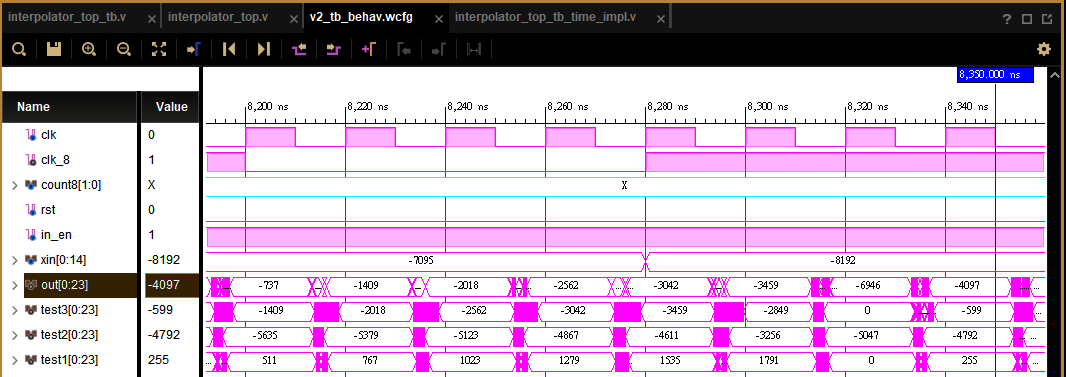 interpolator_top_tb.v × interpolator_top.v × v2_tb_behav.wcfg × interpolator_top_tb_time_impl.v ×
8,350.000 ns
Name Value 8,200 ns 8,220 ns 8,240 ns 8,260 ns 8,280 ns 8,300 ns 8,320 ns 8,340 ns
clk 0
clk_8 1
count8[1:0] X X
rst 0
in_en 1
xin[0:14] -8192 -7095 -8192
out[0:23] -4097 -737 -1409 -2018 -2562 -3042 -3459 -6946 -4097
test3[0:23] -599 -1409 -2018 -2562 -3042 -3459 -2849 0 -599
test2[0:23] -4792 -5635 -5379 -5123 -4867 -4611 -3256 -5047 -4792
test1[0:23] 255 511 767 1023 1279 1535 1791 0 255